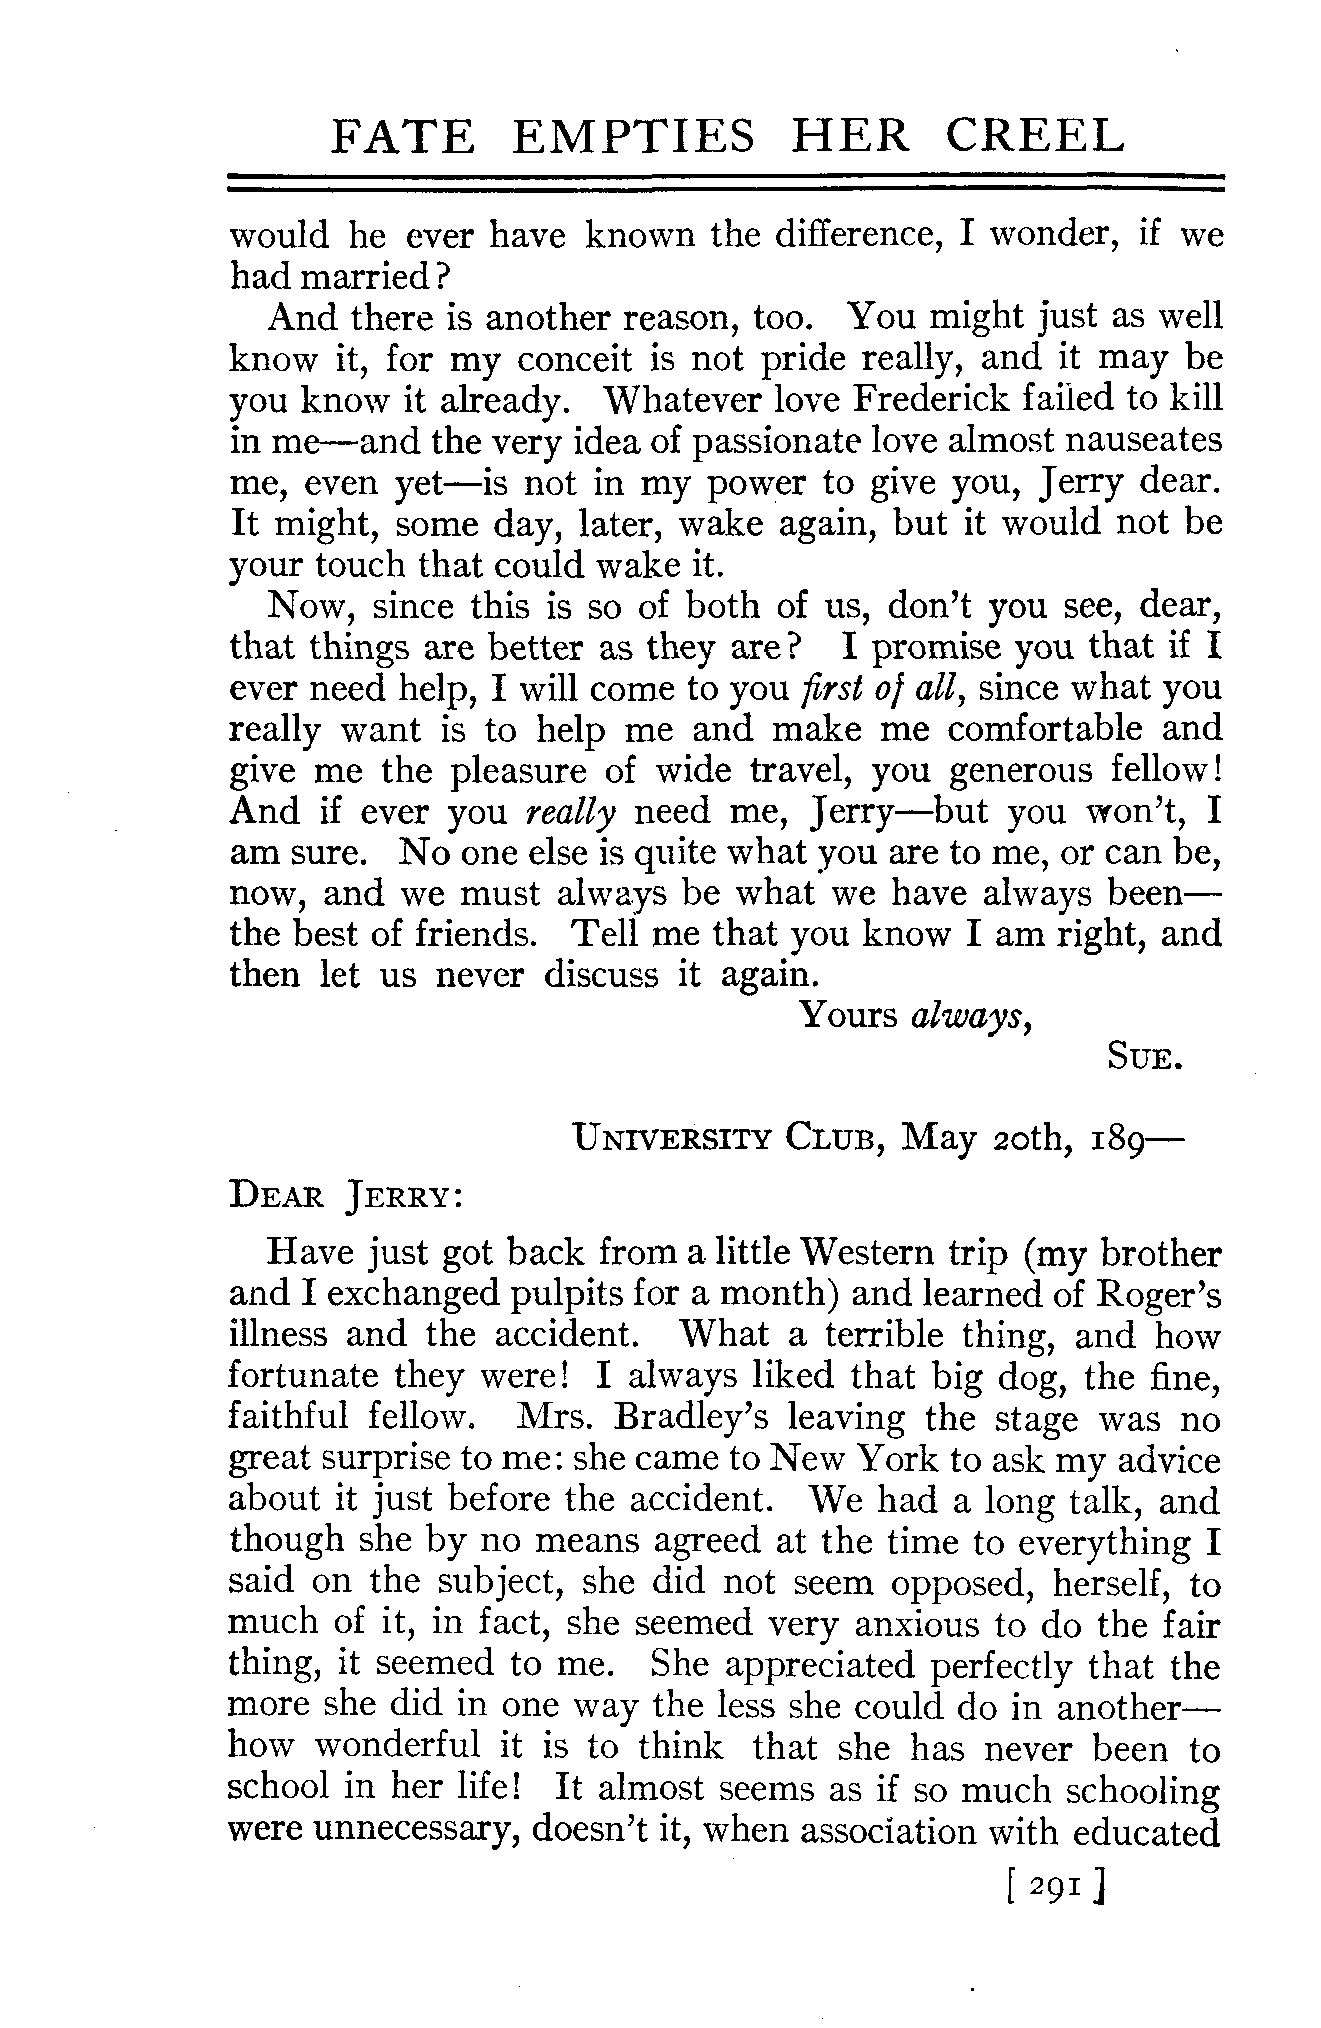 FATE EMPTIES HER CREEL
would he ever have known the difference, I wonder, if we
had married?
And there is another reason, too. You might just as well
know it, for my conceit is not pride really, and it may be
you know it already. Whatever love Frederick failed to kill
in me—and the very idea of passionate love almost nauseates
me, even yet—is not in my power to give you, Jerry dear.
It might, some day, later, wake again, but it would not be
your touch that could wake it.
Now, since this is so of both of us, don't you see, dear,
that things are better as they are? I promise you that if I
ever need help, I will come to you first of all, since what you
really want is to help me and make me comfortable and
give me the pleasure of wide travel, you generous fellow!
And if ever you really need me, Jerry—but you won't, I
am sure. No one else is quite what you are to me, or can be,
now, and we must always be what we have always been—
the best of friends. Tell me that you know I am right, and
then let us never discuss it again.
Yours always,
SUE.
UNIVERSITY CLUB, May 20th, 189—
DEAR JERRY:
Have just got back from a little Western trip (my brother
and I exchanged pulpits for a month) and learned of Roger's
illness and the accident. What a terrible thing, and how
fortunate they were! I always liked that big dog, the fine,
faithful fellow. Mrs. Bradley's leaving the stage was no
great surprise to me: she came to New York to ask my advice
about it just before the accident. We had a long talk, and
though she by no means agreed at the time to everything I
said on the subject, she did not seem opposed, herself, to
much of it, in fact, she seemed very anxious to do the fair
thing, it seemed to me. She appreciated perfectly that the
more she did in one way the less she could do in another—
how wonderful it is to think that she has never been to
school in her life! It almost seems as if so much schooling
were unnecessary, doesn't it, when association with educated
[ 291 ]